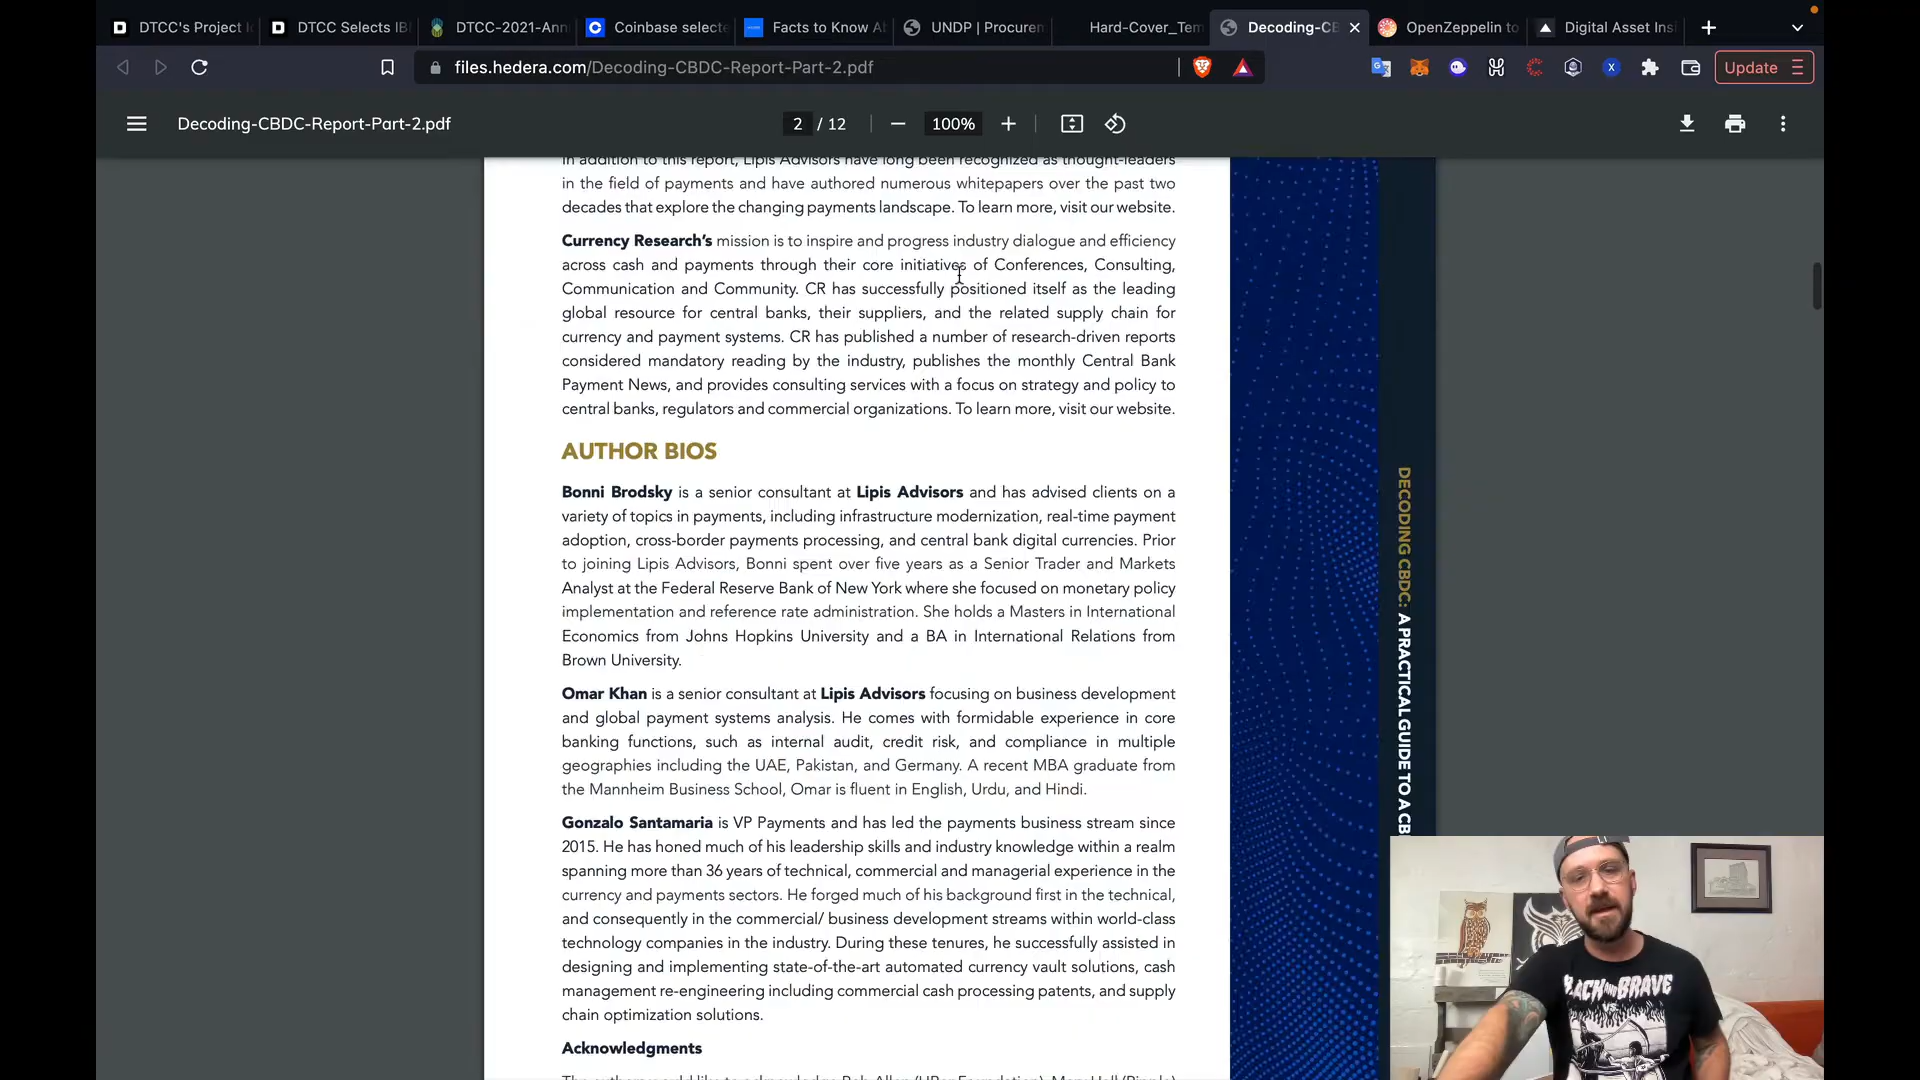 DTCC's Project I
DTCC Selects IB
DTCC-2021-Ann
Coinbase selecte
Facts to Know A
UNDP | Procuren
Hard-Cover_Tem
Decoding-CB
OpenZeppelin to
Digital Asset Insi
files.hedera.com/Decoding-CBDC-Report-Part-2.pdf
Update
Decoding-CBDC-Report-Part-2.pdf
2 / 12
100%
In addition to this report, Lipis Advisors have long been recognized as thought-leaders
in the field of payments and have authored numerous whitepapers over the past two
decades that explore the changing payments landscape. To learn more, visit our website.
Currency Research's mission is to inspire and progress industry dialogue and efficiency
across cash and payments through their core initiatives of Conferences, Consulting,
Communication and Community. CR has successfully positioned itself as the leading
global resource for central banks, their suppliers, and the related supply chain for
currency and payment systems. CR has published a number of research-driven reports
considered mandatory reading by the industry, publishes the monthly Central Bank
Payment News, and provides consulting services with a focus on strategy and policy to
central banks, regulators and commercial organizations. To learn more, visit our website.
AUTHOR BIOS
Bonni Brodsky is a senior consultant at Lipis Advisors and has advised clients on a
variety of topics in payments, including infrastructure modernization, real-time payment
adoption, cross-border payments processing, and central bank digital currencies. Prior
to joining Lipis Advisors, Bonni spent over five years as a Senior Trader and Markets
Analyst at the Federal Reserve Bank of New York where she focused on monetary policy
implementation and reference rate administration. She holds a Masters in International
Economics from Johns Hopkins University and a BA in International Relations from
Brown University.
Omar Khan is a senior consultant at Lipis Advisors focusing on business development
and global payment systems analysis. He comes with formidable experience in core
banking functions, such as internal audit, credit risk, and compliance in multiple
geographies including the UAE, Pakistan, and Germany. A recent MBA graduate from
the Mannheim Business School, Omar is fluent in English, Urdu, and Hindi.
Gonzalo Santamaria is VP Payments and has led the payments business stream since
2015. He has honed much of his leadership skills and industry knowledge within a realm
spanning more than 36 years of technical, commercial and managerial experience in the
currency and payments sectors. He forged much of his background first in the technical,
and consequently in the commercial/ business development streams within world-class
technology companies in the industry. During these tenures, he successfully assisted in
designing and implementing state-of-the-art automated currency vault solutions, cash
management re-engineering including commercial cash processing patents, and supply
chain optimization solutions.
Acknowledgments
DECODING CBDC: A PRACTICAL GUIDE TO A CB
BLACK AND BRAVE
VS.